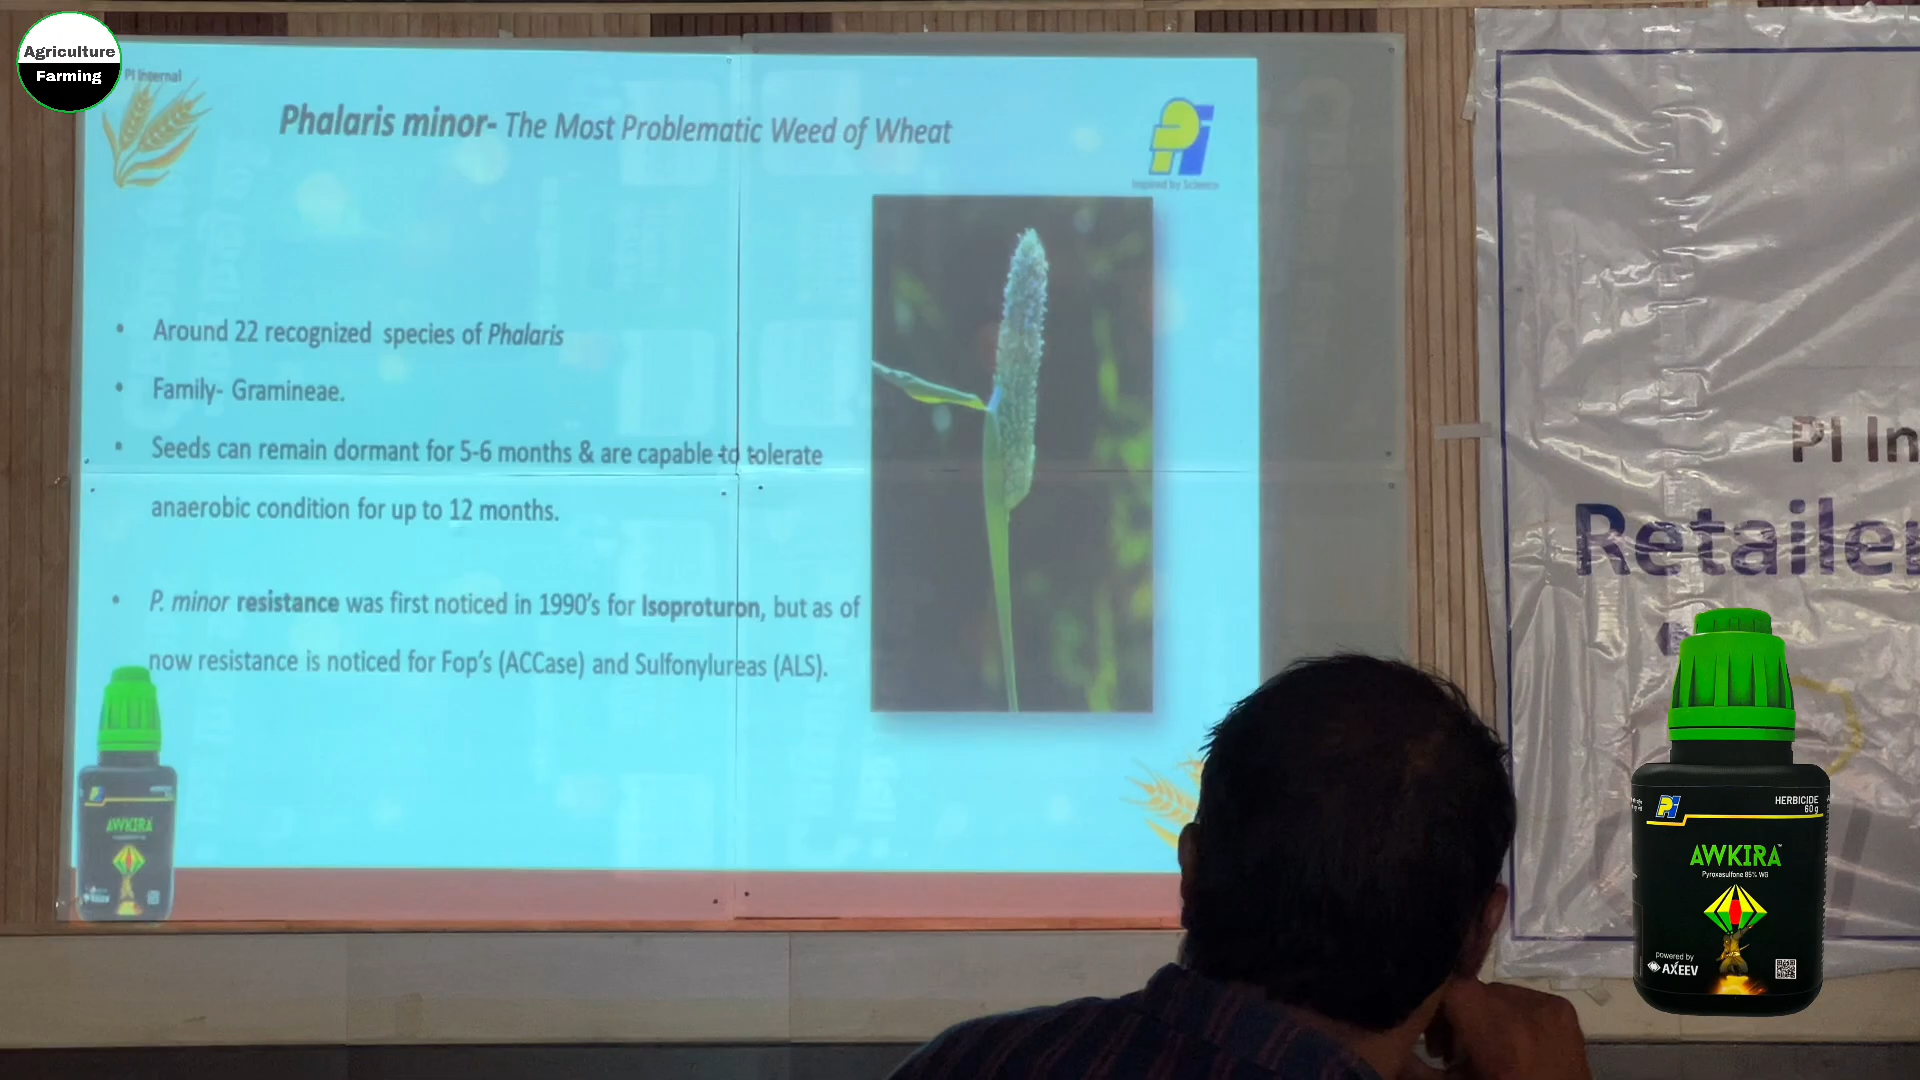 Agriculture
Farming
PI Internal
Phalaris minor- The Most Problematic Weed of Wheat
Inspired by Science
• Around 22 recognized species of Phalaris
• Family- Gramineae.
• Seeds can remain dormant for 5-6 months & are capable to tolerate
anaerobic condition for up to 12 months.
• P. minor resistance was first noticed in 1990's for Isoproturon, but as of
now resistance is noticed for Fop's (ACCase) and Sulfonylureas (ALS).
AWKIRA
PI In
Retailer
PI
HERBICIDE
60 g
AWKIRA™
Pyroxasulfone 85% WG
powered by
AXEEV